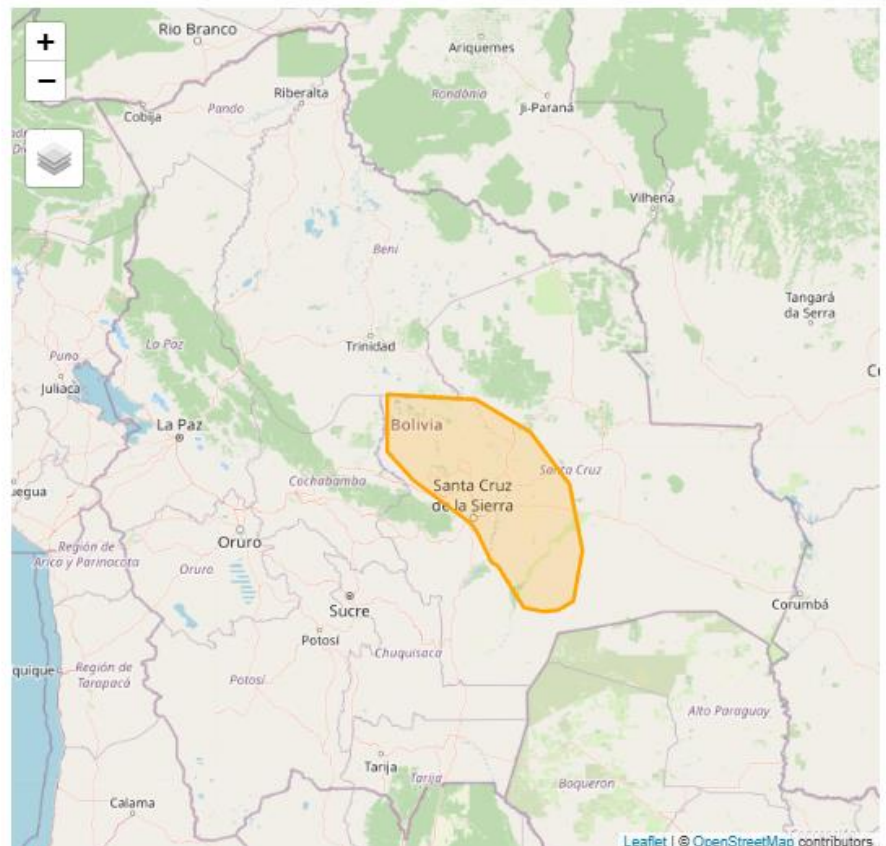 +
−
Rio Branco
Ariquemes
Riberalta
Rondônia
Ji-Paraná
Cobija
Pando
Vilhena
Beni
Tangará
da Serra
Trinidad
La Paz
Puno
Juliaca
La Paz
Bolivia
Santa Cruz
Cochabamba
Santa Cruz
de la Sierra
egua
Oruro
Región de
Arica y Parinacota
Oruro
Sucre
Corumbá
Potosí
Chuquisaca
quique
Región de
Tarapacá
Potosí
Alto Paraguay
Tarija
Tarija
Boqueron
Calama
Leaflet | © OpenStreetMap contributors